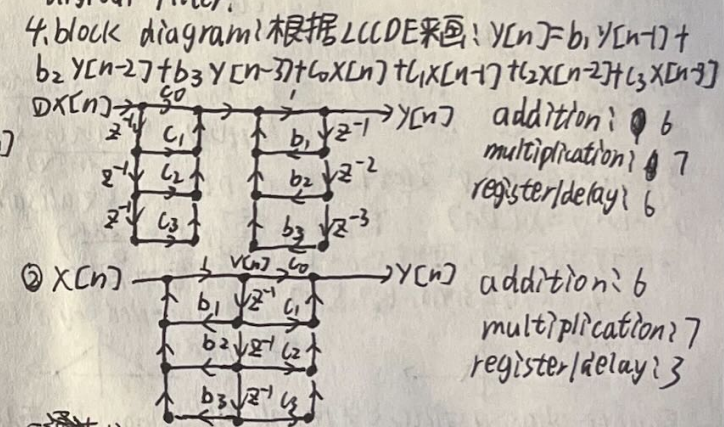 4. block diagram: 根据LCCDE来画: Y[n]=b₁Y[n-1]+
b₂Y[n-2]+b₃Y[n-3]+C₀X[n]+C₁X[n-1]+C₂X[n-2]+C₃X[n-3]
① X[n] C₀ 1 Y[n] addition: 6
z⁻¹ C₁ b₁ z⁻¹ multiplication: 7
z⁻¹ C₂ b₂ z⁻² register/delay: 6
z⁻¹ C₃ b₃ z⁻³
② X[n] 1 V[n] C₀ Y[n] addition: 6
b₁ z⁻¹ C₁ multiplication: 7
b₂ z⁻¹ C₂ register/delay: 3
b₃ z⁻¹ C₃